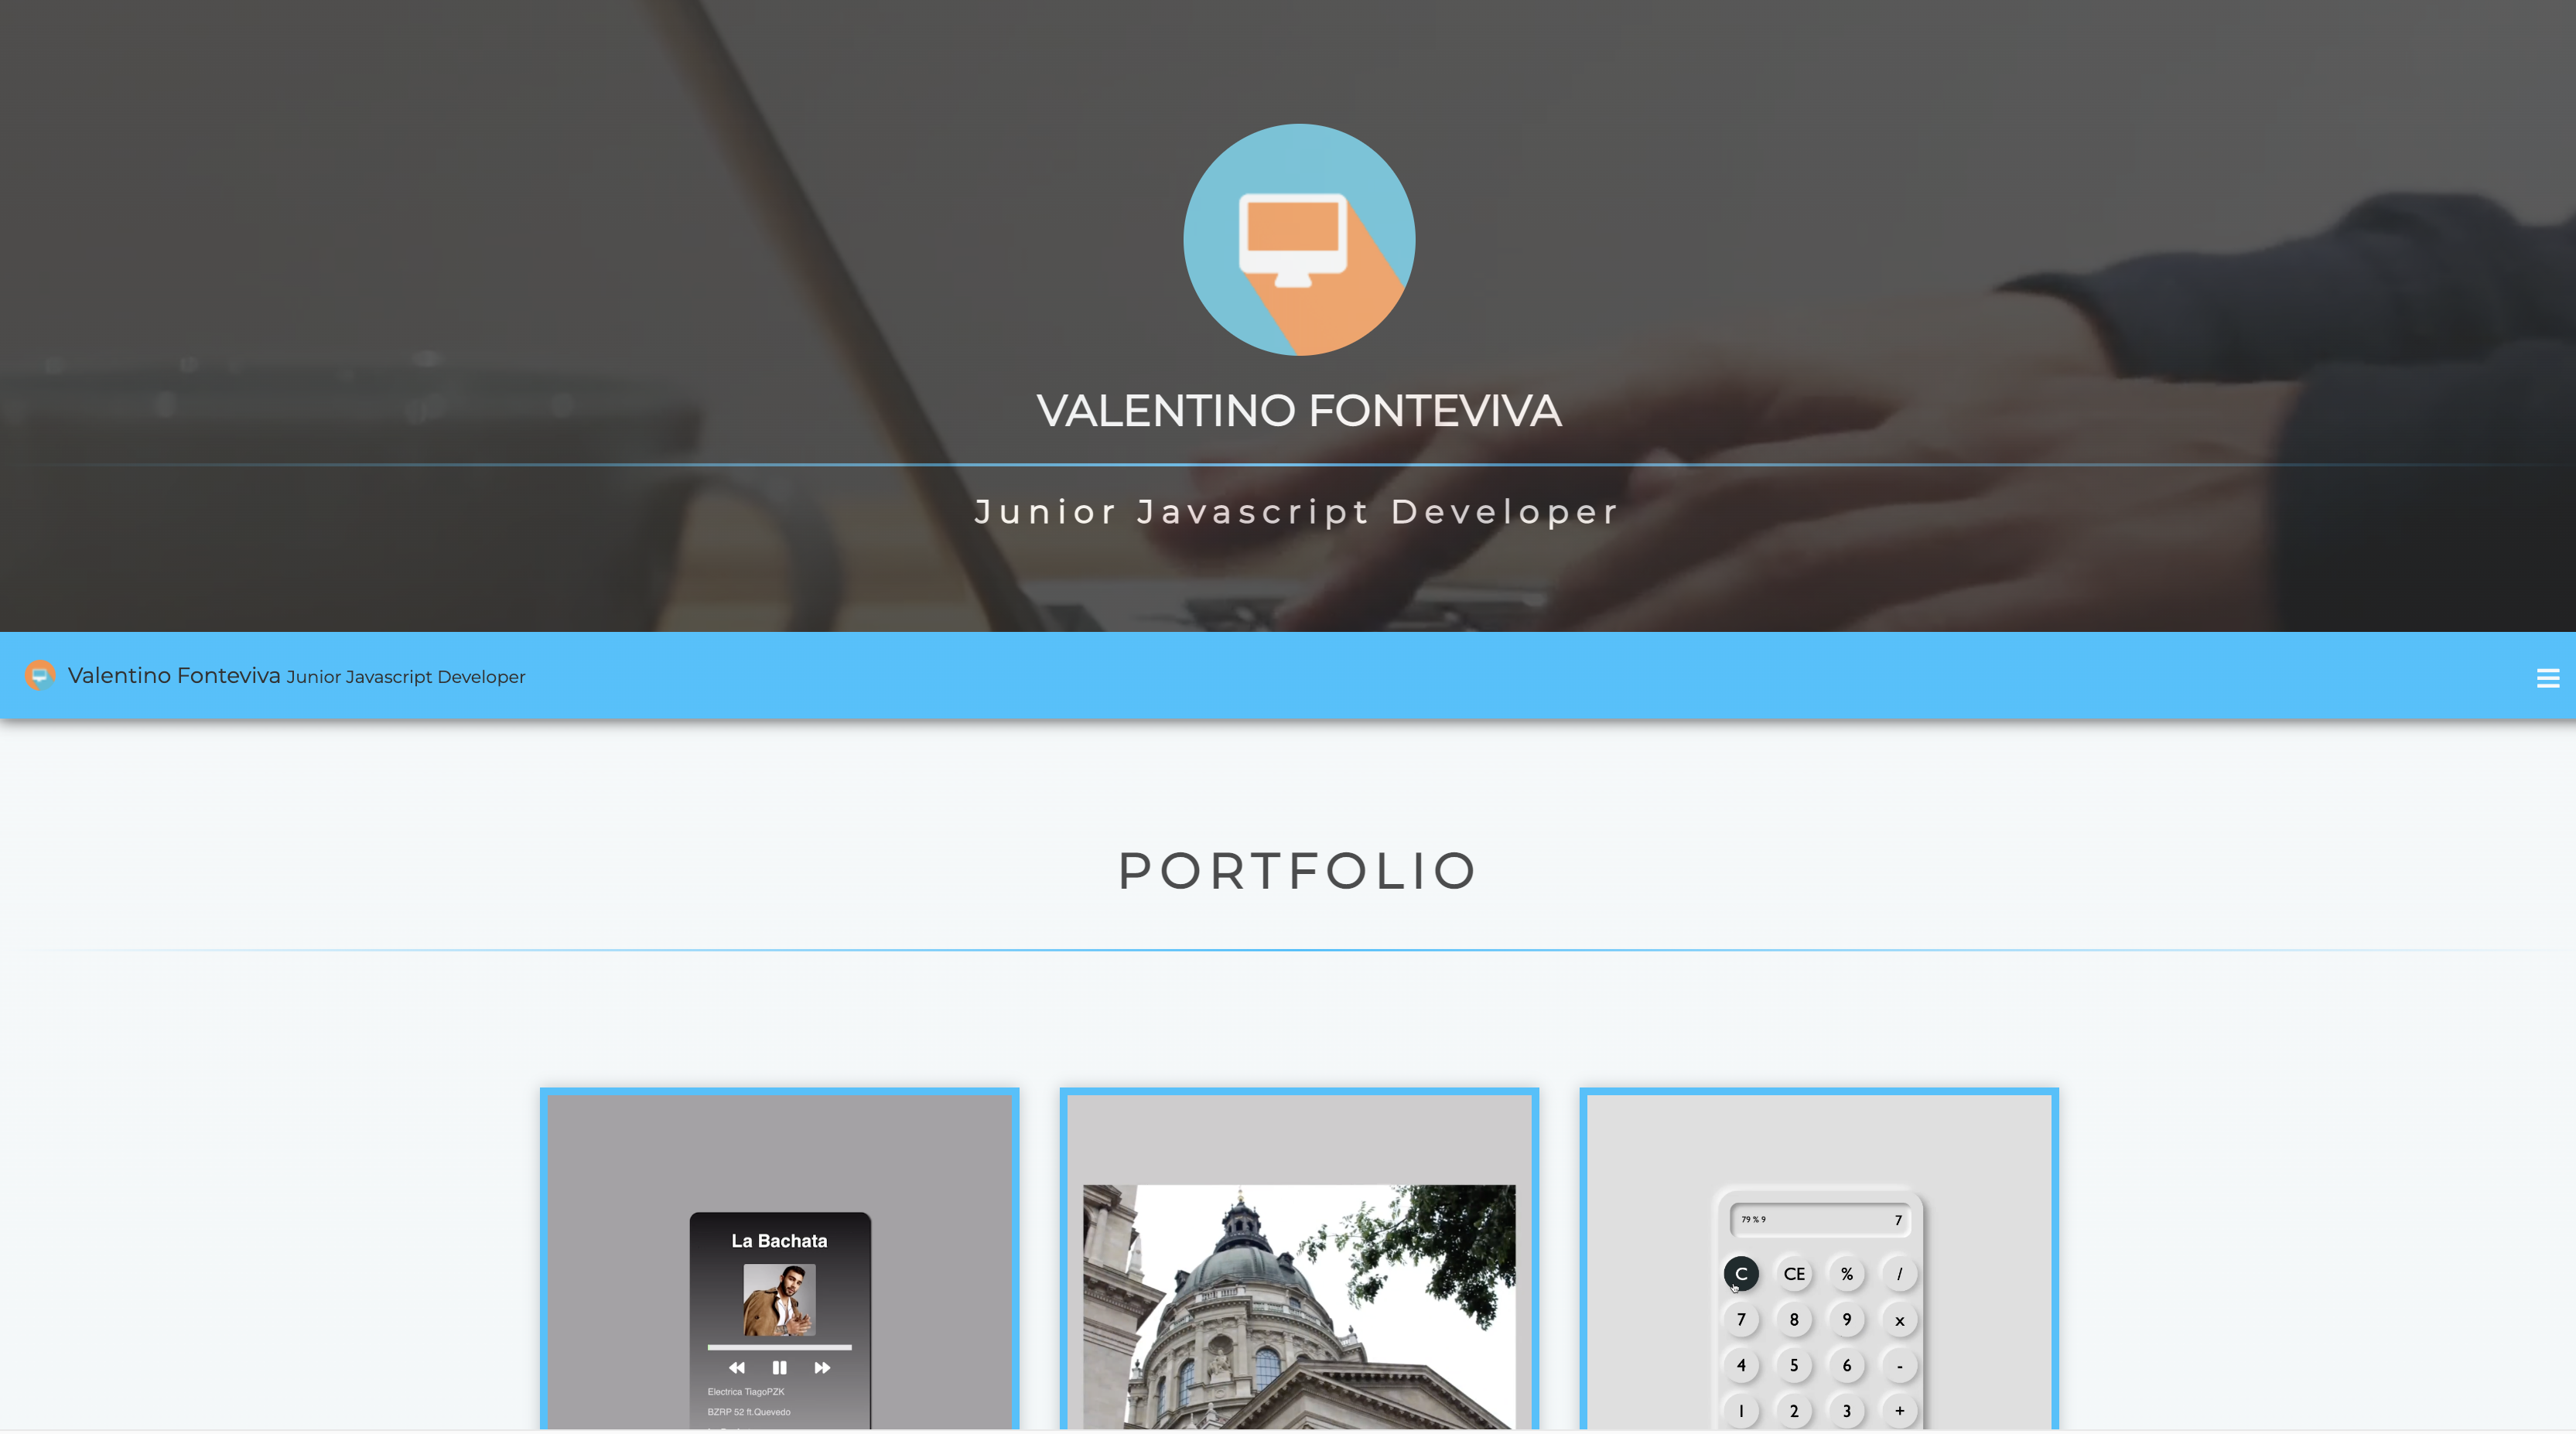 VALENTINO FONTEVIVA
Junior Javascript Developer
Valentino Fonteviva Junior Javascript Developer
PORTFOLIO
La Bachata
Electrica TiagoPZK
BZRP 52 ft.Quevedo
79 % 9 7
C CE % /
7 8 9 x
4 5 6 -
1 2 3 +